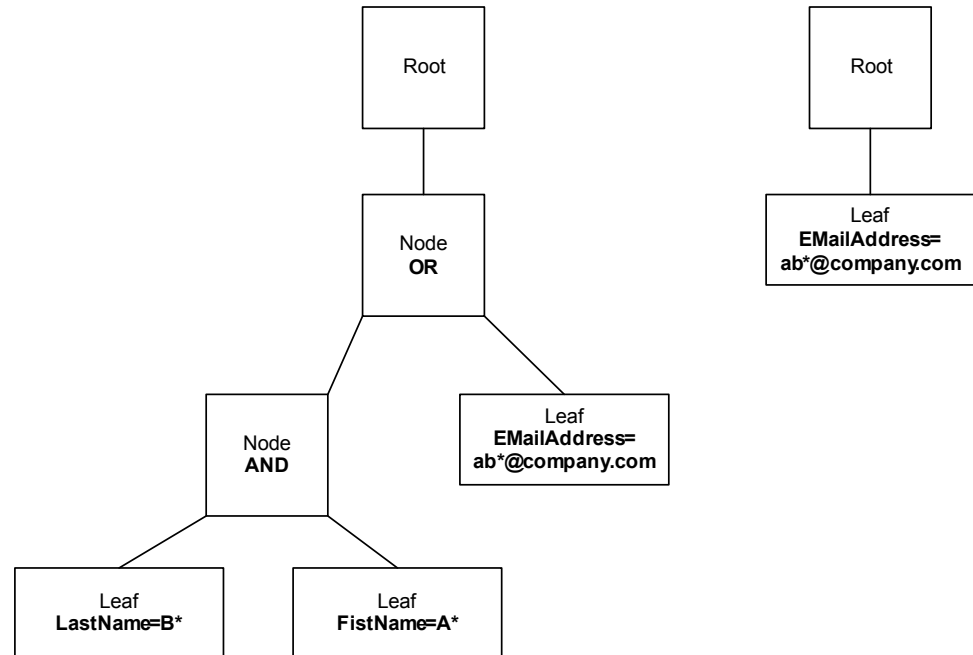 Root
Root
Node
OR
Leaf
EMailAddress=
ab*@company.com
Node
AND
Leaf
EMailAddress=
ab*@company.com
Leaf
LastName=B*
Leaf
FistName=A*